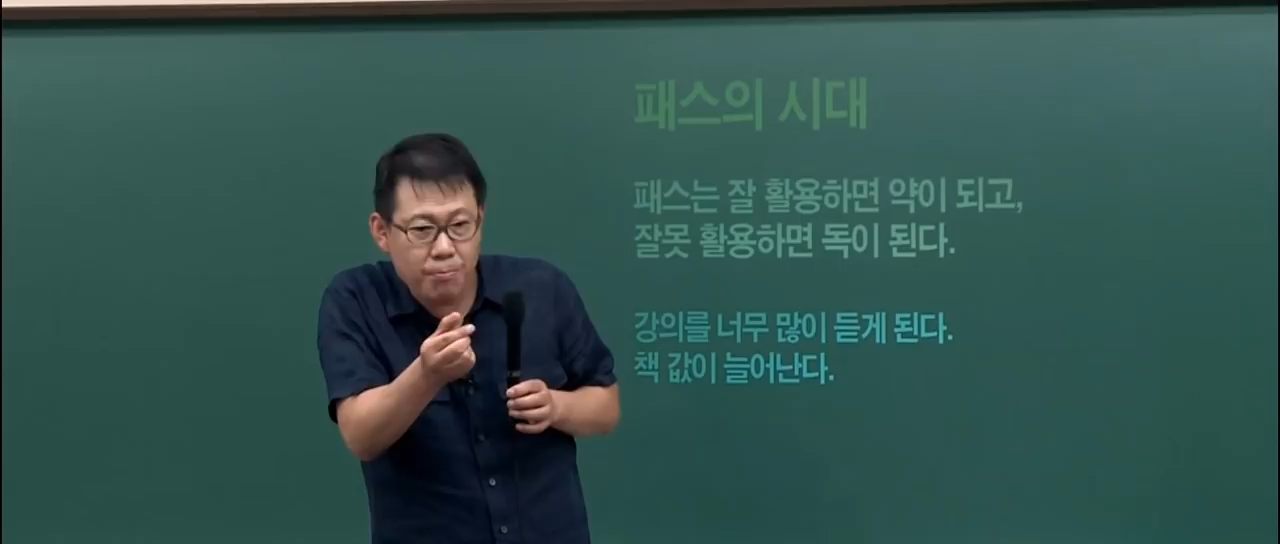 패스의 시대
패스는 잘 활용하면 약이 되고,
잘못 활용하면 독이 된다.
강의를 너무 많이 듣게 된다.
책 값이 늘어난다.